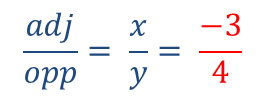 adj/opp = x/y = -3/4